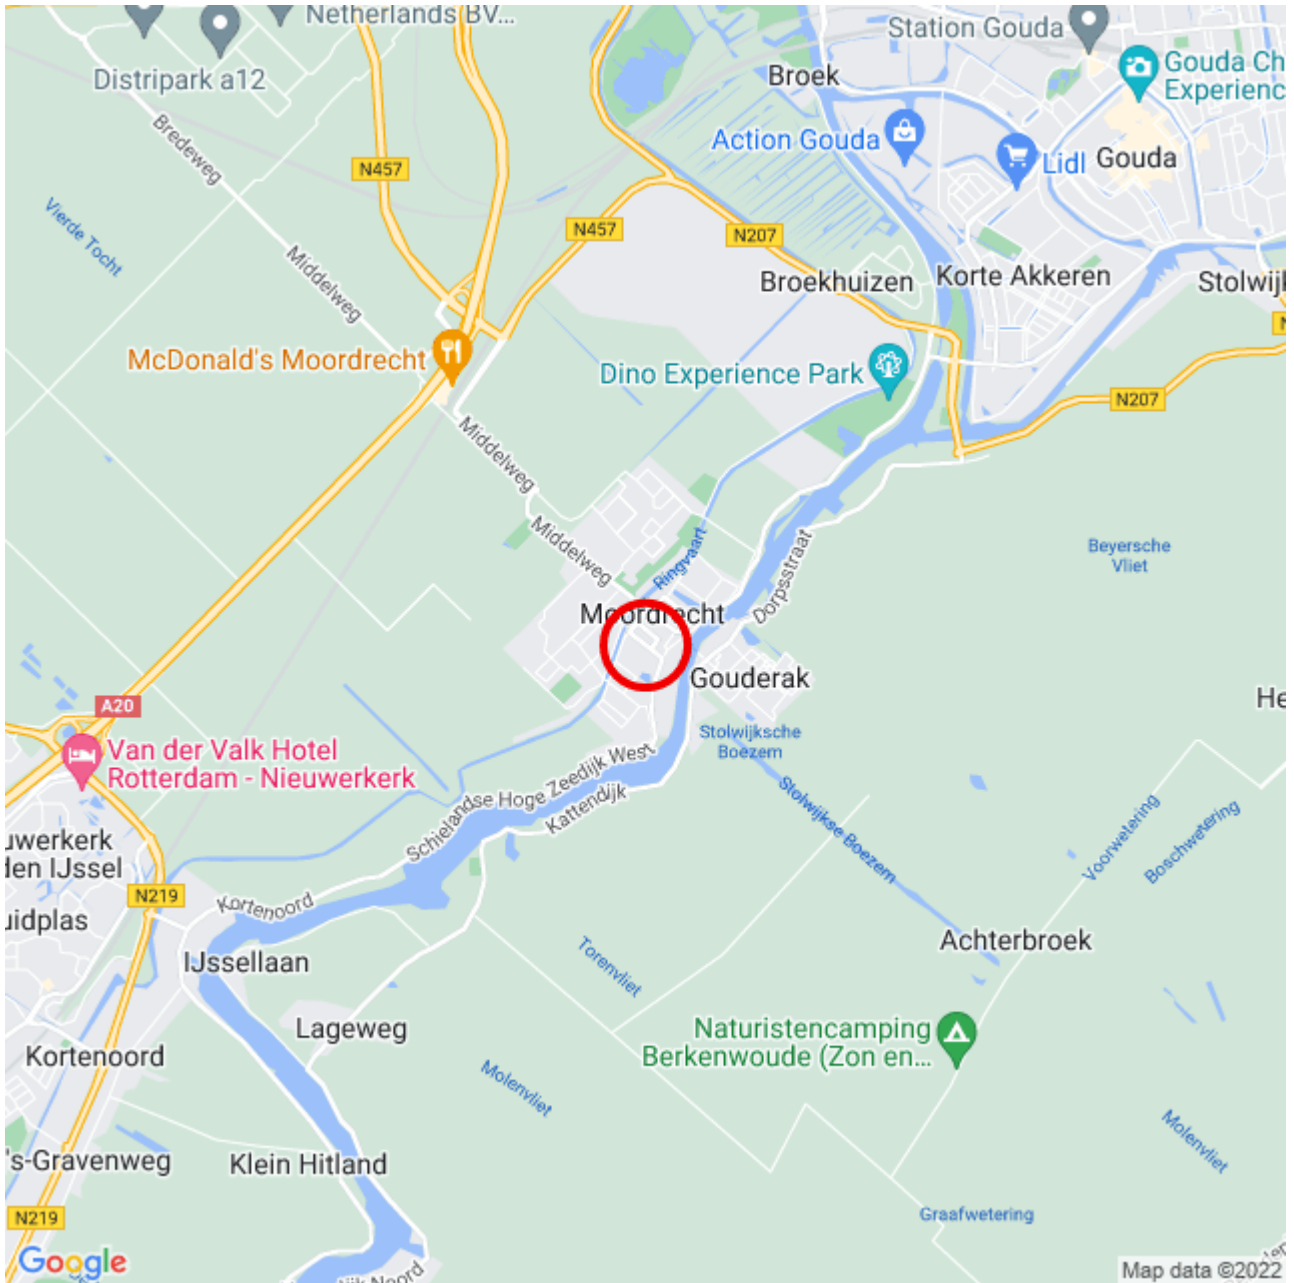 Netherlands BV...
Station Gouda
Distripark a12
Broek
Gouda Ch
Experienc
Bredeweg
N457
Action Gouda
Lidl
Gouda
Vierde Tocht
N457
N207
Middelweg
Broekhuizen
Korte Akkeren
Stolwijk
McDonald's Moordrecht
Dino Experience Park
N207
Middelweg
Middelweg
Ringvaart
Dorpsstraat
Beyersche
Vliet
Moordrecht
Gouderak
He
A20
Van der Valk Hotel
Rotterdam - Nieuwerkerk
Stolwijksche
Boezem
Schielandse Hoge Zeedijk West
Kattendijk
Stolwijkse Boezem
Voorwetering
Boschwetering
uwerkerk
den IJssel
N219
Kortenoord
uidplas
IJssellaan
Torenvliet
Achterbroek
Lageweg
Naturistencamping
Berkenwoude (Zon en...
Kortenoord
Molenvliet
Molenvliet
's-Gravenweg
Klein Hitland
N219
Graafwetering
Google
Map data ©2022